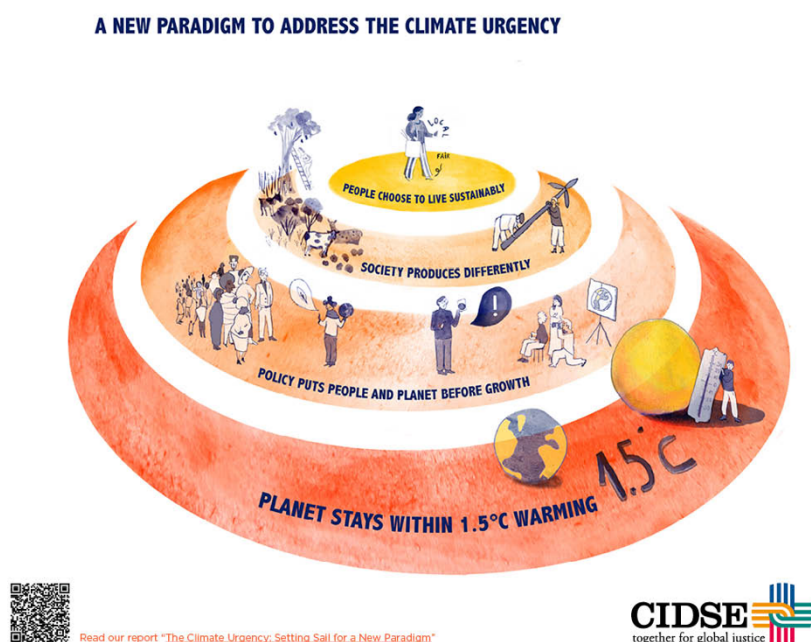 A NEW PARADIGM TO ADDRESS THE CLIMATE URGENCY
LOCAL
FAIR
PEOPLE CHOOSE TO LIVE SUSTAINABLY
SOCIETY PRODUCES DIFFERENTLY
!
POLICY PUTS PEOPLE AND PLANET BEFORE GROWTH
1.5°C
PLANET STAYS WITHIN 1.5°C WARMING
Read our report "The Climate Urgency: Setting Sail for a New Paradigm"
CIDSE
together for global justice